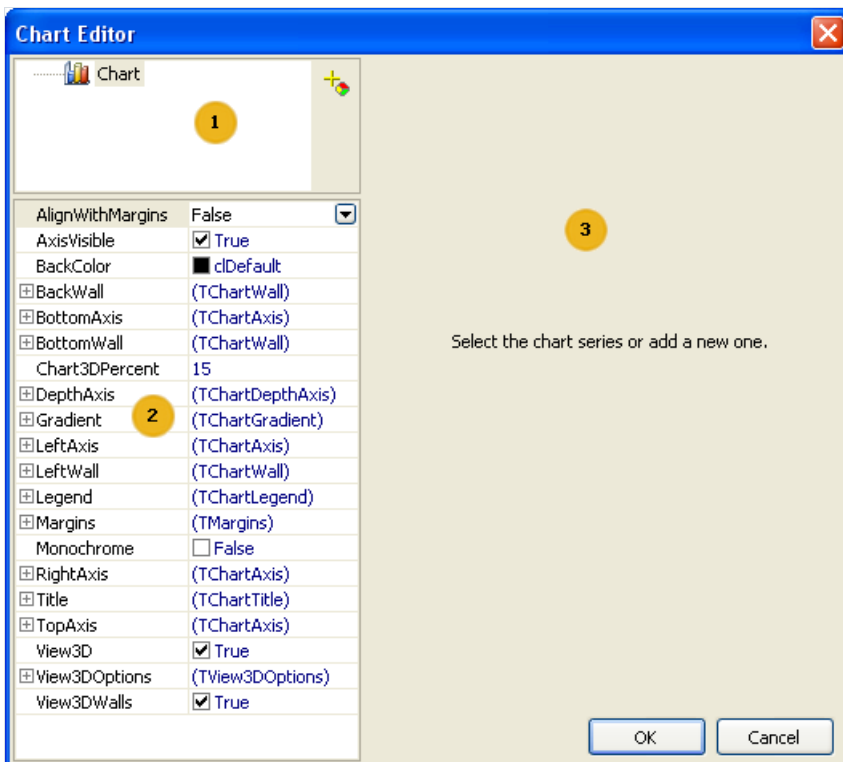 Chart Editor
Chart
1
AlignWithMargins False
AxisVisible True
BackColor clDefault
BackWall (TChartWall)
BottomAxis (TChartAxis)
BottomWall (TChartWall)
Chart3DPercent 15
DepthAxis (TChartDepthAxis)
Gradient 2 (TChartGradient)
LeftAxis (TChartAxis)
LeftWall (TChartWall)
Legend (TChartLegend)
Margins (TMargins)
Monochrome False
RightAxis (TChartAxis)
Title (TChartTitle)
TopAxis (TChartAxis)
View3D True
View3DOptions (TView3DOptions)
View3DWalls True
3
Select the chart series or add a new one.
OK Cancel